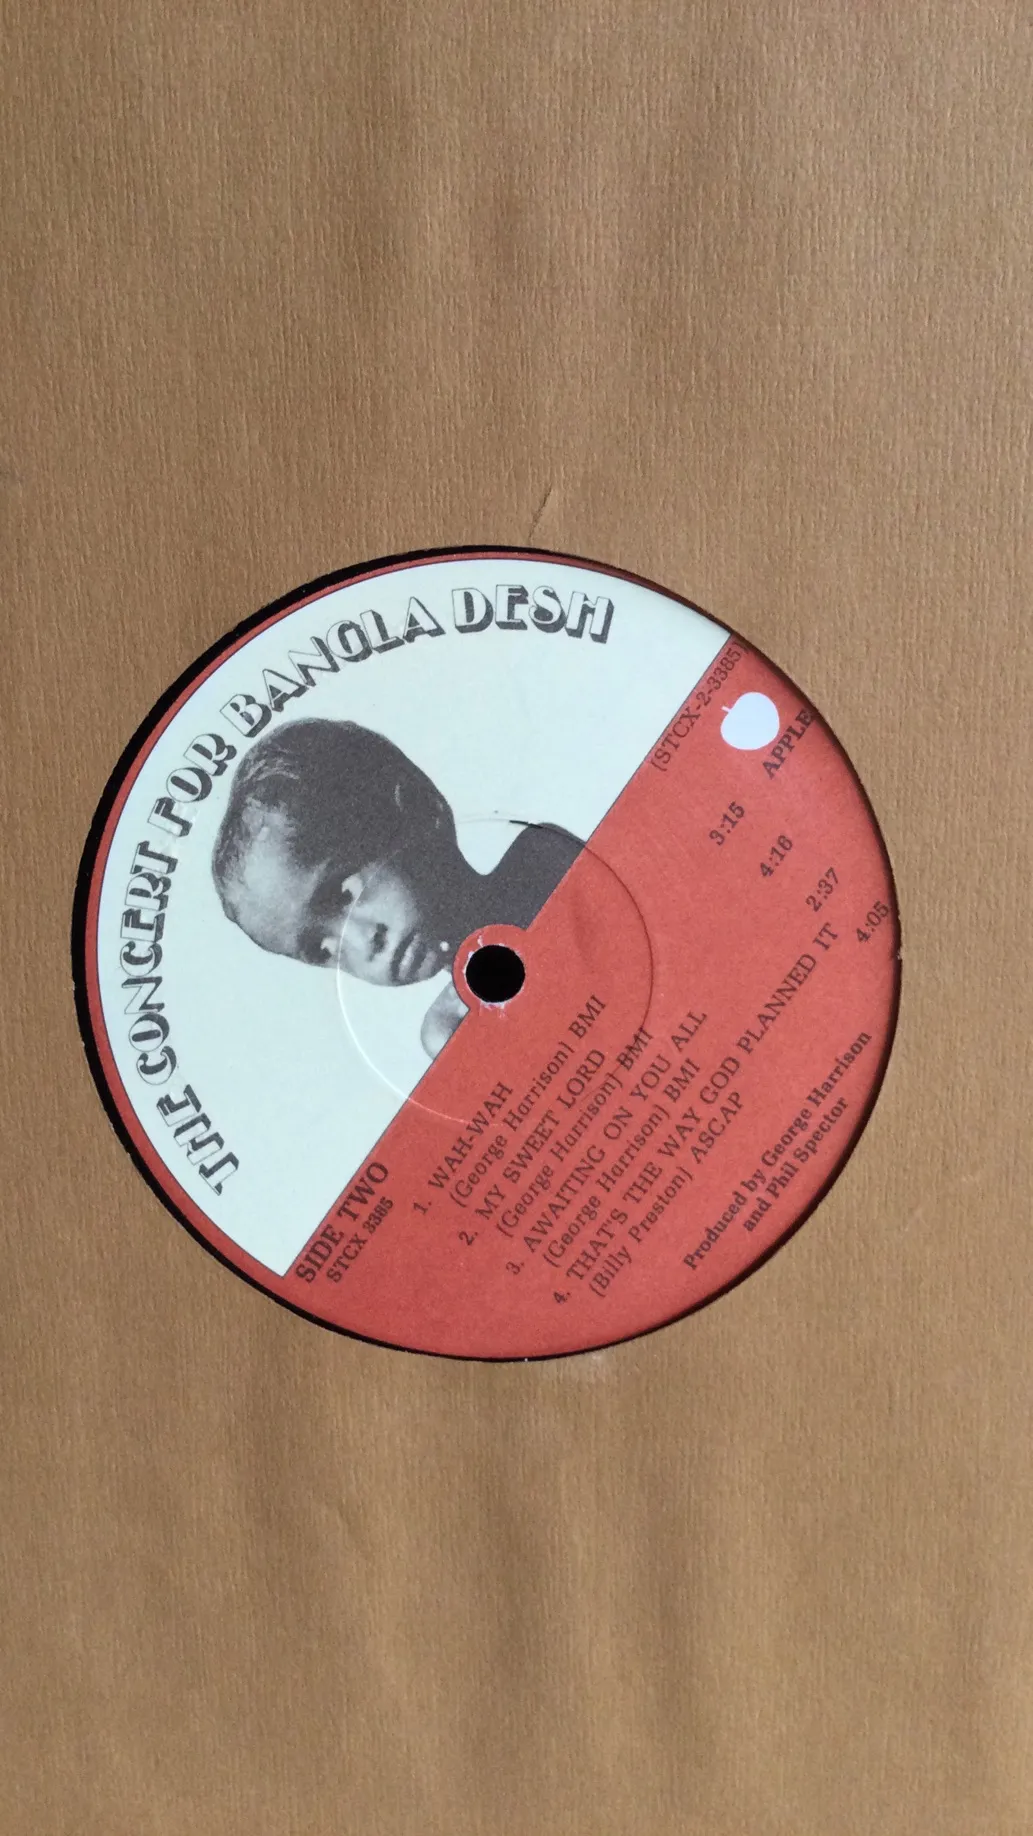 THE CONCERT FOR BANGLA DESH
SIDE TWO
STCX 3385
(STCX-2-3385)
APPLE
1. WAH-WAH 3:15
(George Harrison) BMI
2. MY SWEET LORD 4:16
(George Harrison) BMI
3. AWAITING ON YOU ALL 2:37
(George Harrison) BMI
4. THAT'S THE WAY GOD PLANNED IT 4:05
(Billy Preston) ASCAP
Produced by George Harrison
and Phil Spector